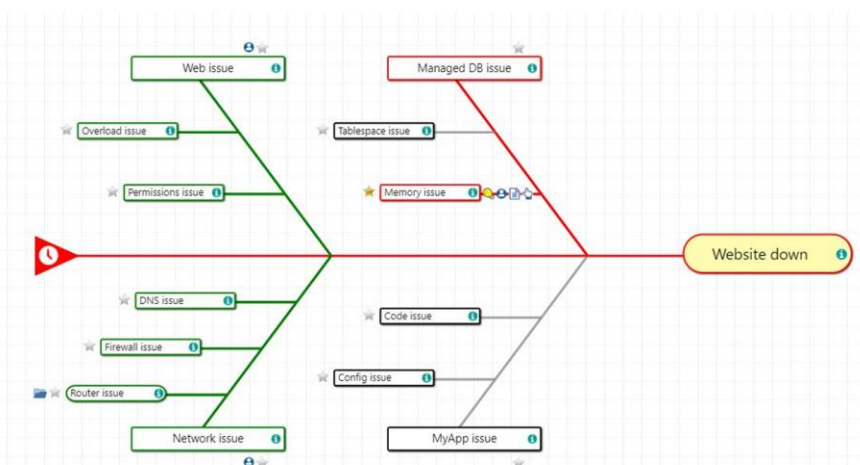 Web issue
Managed DB issue
Overload issue
Tablespace issue
Permissions issue
Memory issue
Website down
DNS issue
Code issue
Firewall issue
Config issue
Router issue
Network issue
MyApp issue